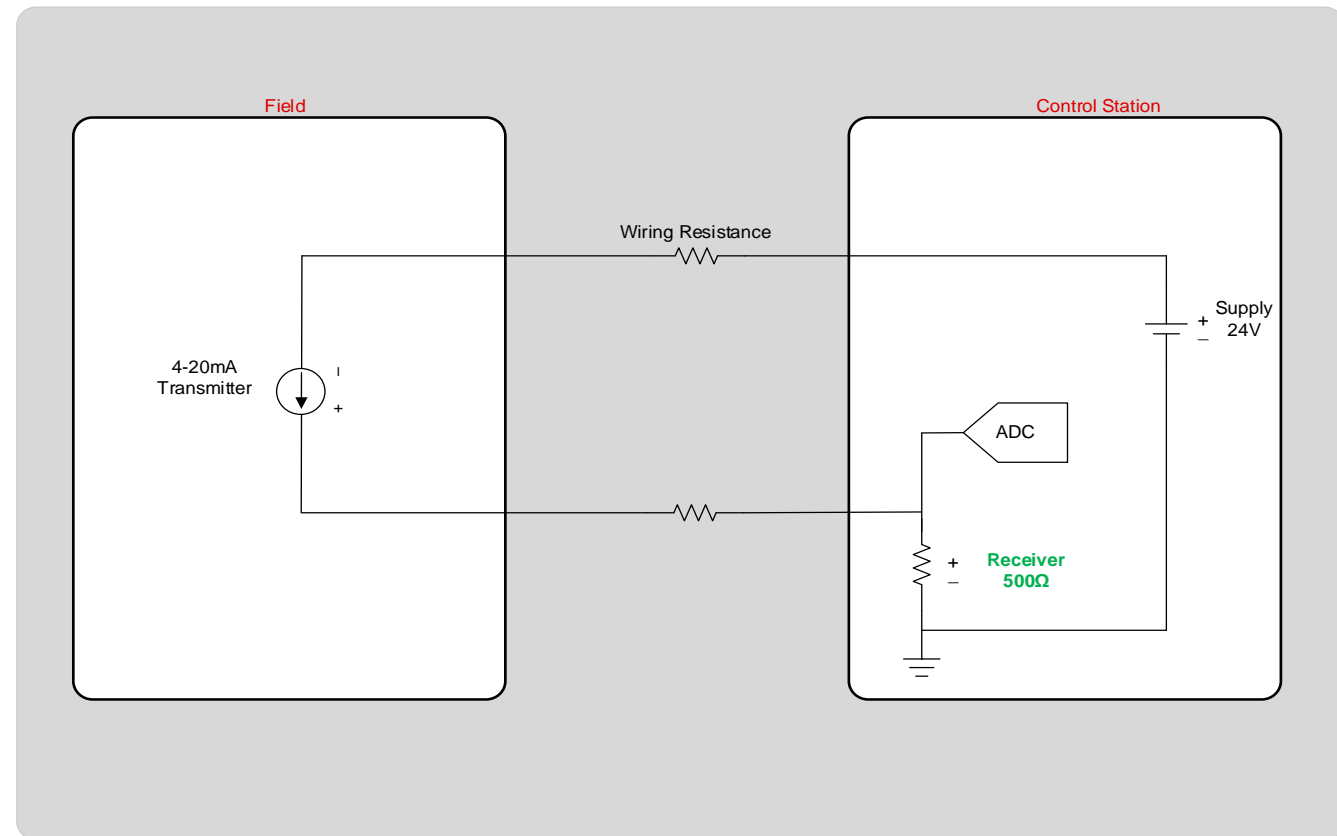 Field
Control Station
Wiring Resistance
+
_
Supply
24V
4-20mA
Transmitter
I
+
ADC
+
_
Receiver
500Ω